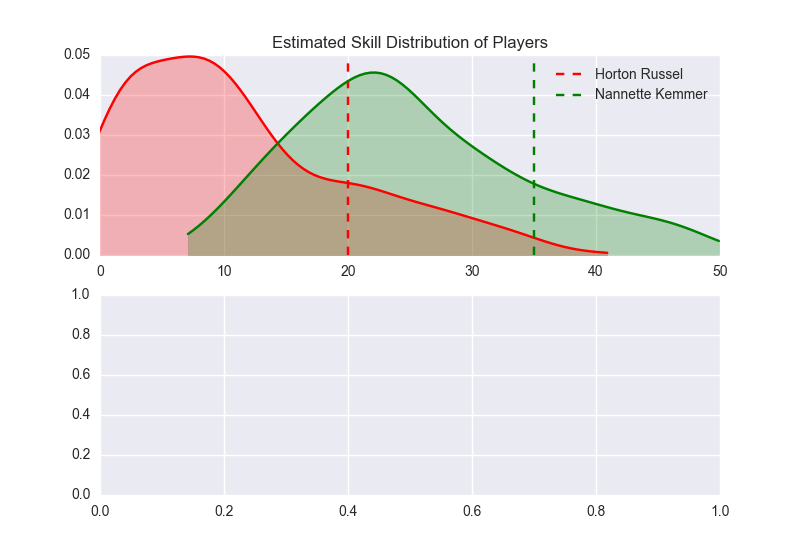 Estimated Skill Distribution of Players
0.05
0.04
0.03
0.02
0.01
0.00
Horton Russel
Nannette Kemmer
0 10 20 30 40 50
1.0
0.8
0.6
0.4
0.2
0.0
0.0 0.2 0.4 0.6 0.8 1.0